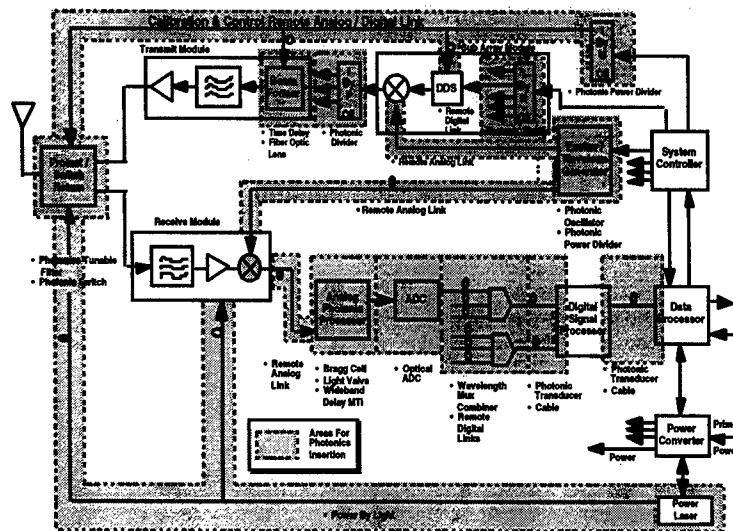 Calibration & Control Remote Analog / Digital Link
Transmit Module
Sub Array Module
DDS
• Remote
Digital
Link
• Photonic Power Divider
• Time Delay
• Fiber Optic
Lens
• Photonic
Divider
Remote Analog Link
System
Controller
• Remote Analog Link
• Photonic
Oscillator
• Photonic
Power Divider
Receive Module
• Photonic Tunable
Filter
• Photonic Switch
Analog
ADC
Digital
Signal
Processor
Data
Processor
• Remote
Analog
Link
• Bragg Cell
• Light Valve
• Wideband
Delay MTI
• Optical
ADC
• Wavelength
Mux
Combiner
• Remote
Digital
Links
• Photonic
Transducer
• Cable
• Photonic
Transducer
• Cable
Areas For
Photonics
Insertion
Power
Converter
Power
Power
• Power By Light
Power
Laser